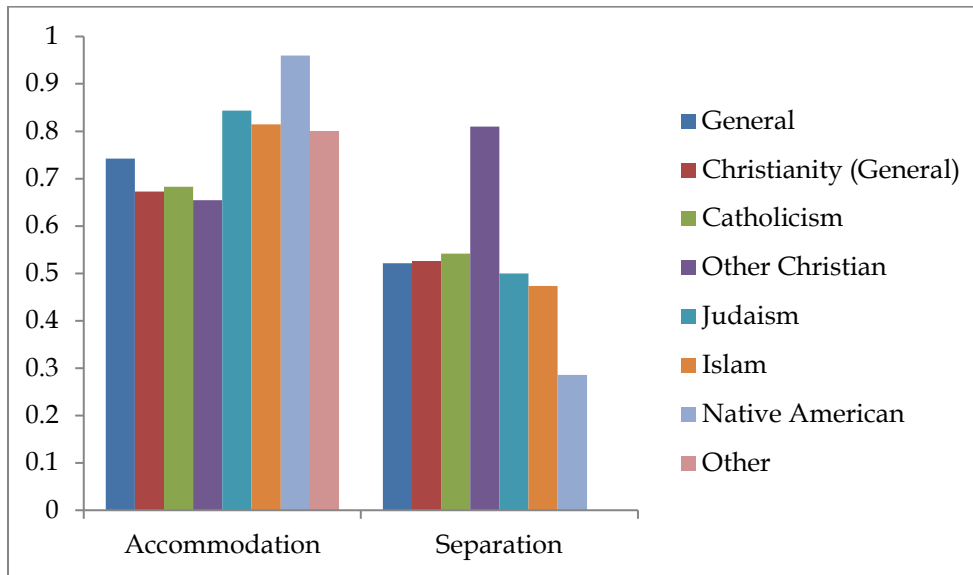 1
0.9
0.8
0.7
0.6
0.5
0.4
0.3
0.2
0.1
0
Accommodation
Separation
General
Christianity (General)
Catholicism
Other Christian
Judaism
Islam
Native American
Other